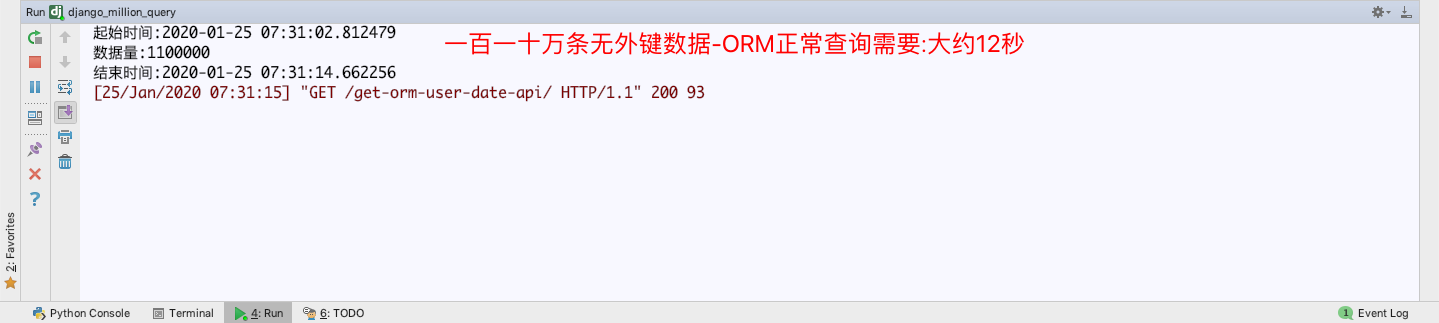 Run django_million_query
起始时间:2020-01-25 07:31:02.812479
一百一十万条无外键数据-ORM正常查询需要:大约12秒
数据量:1100000
结束时间:2020-01-25 07:31:14.662256
[25/Jan/2020 07:31:15] "GET /get-orm-user-date-api/ HTTP/1.1" 200 93
2: Favorites
Python Console Terminal 4: Run 6: TODO 1 Event Log